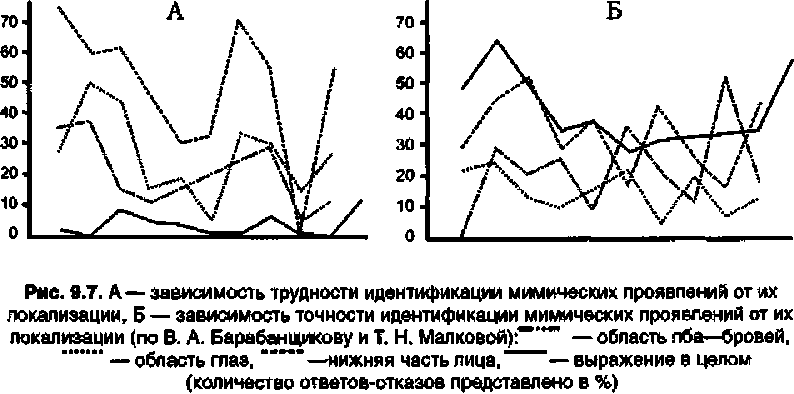 А Б
70 70
60 60
50 50
40 40
30 30
20 20
10 10
0 0
Рис. 9.7. А — зависимость трудности идентификации мимических проявлений от их
локализации, Б — зависимость точности идентификации мимических проявлений от их
локализации (по В. А. Барабанщикову и Т. Н. Малковой): — область лба—бровей,
— область глаз, —нижняя часть лица, — выражение в целом
(количество ответов-отказов представлено в %)